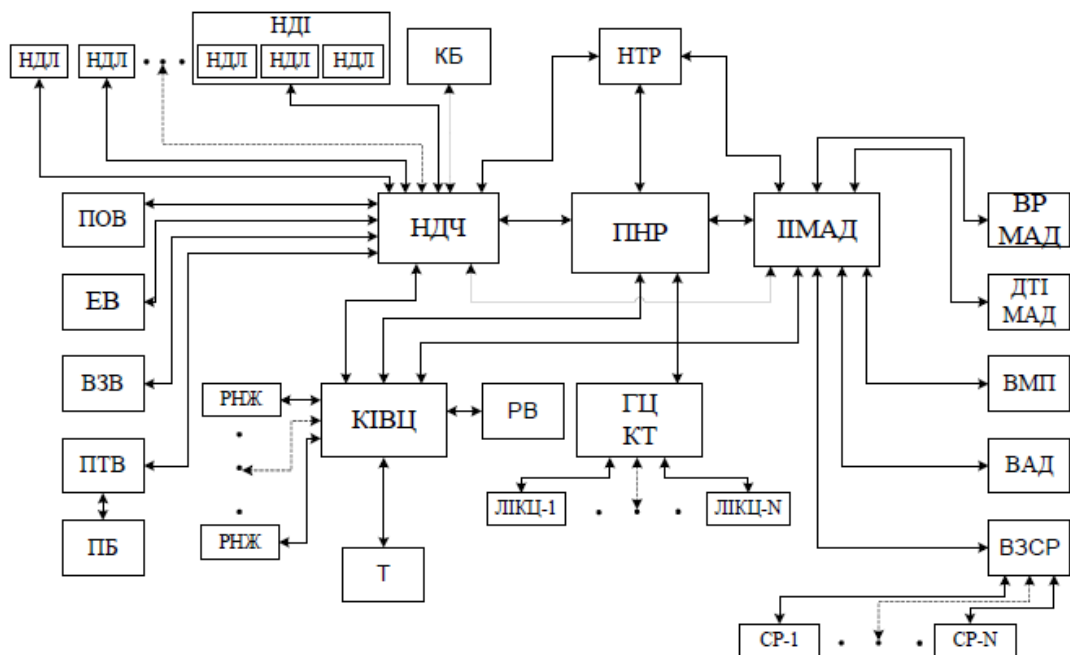 НДІ
НДЛ
НДЛ
НДЛ
НДЛ
НДЛ
КБ
НТР
ПОВ
НДЧ
ПНР
ІІМАД
ВР
МАД
ЕВ
ДТІ
МАД
ВЗВ
РНЖ
КІВЦ
РВ
ГЦ
КТ
ВМП
ПТВ
ЛІКЦ-1
ЛІКЦ-N
ВАД
ПБ
РНЖ
Т
ВЗСР
СР-1
СР-N